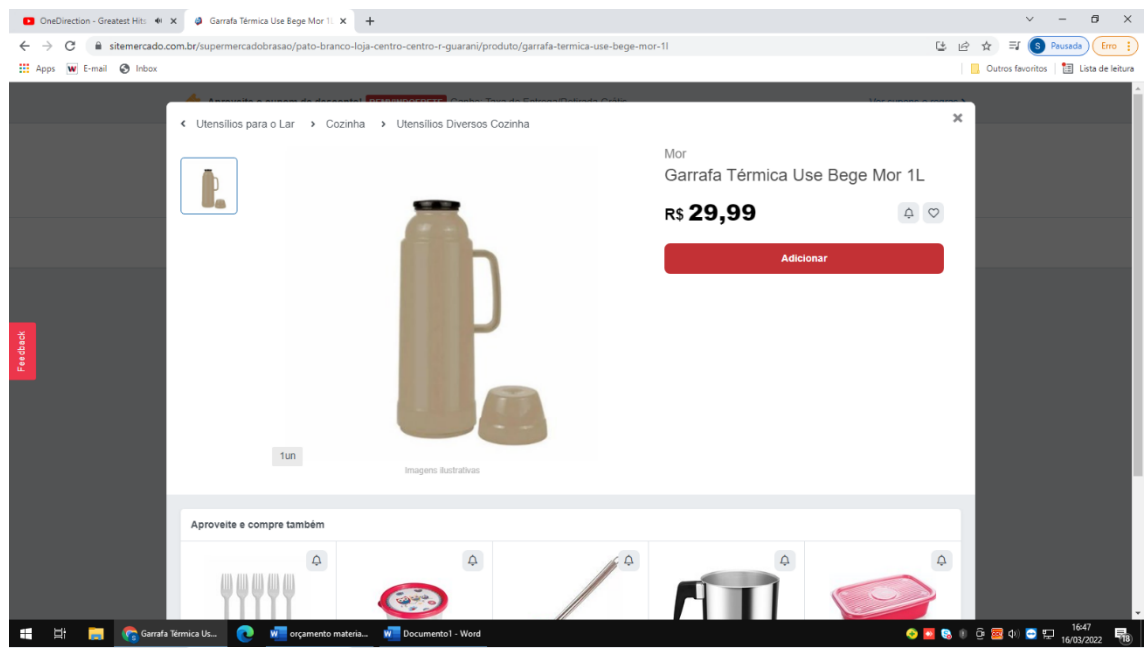 OneDirection - Greatest Hits
Garrafa Térmica Use Bege Mor 1L
sitemercado.com.br/supermercadobrasao/pato-branco-loja-centro-centro-r-guarani/produto/garrafa-termica-use-bege-mor-1l
S Pausada Erro
Apps W E-mail Inbox Outros favoritos Lista de leitura
Utensílios para o Lar Cozinha Utensílios Diversos Cozinha
Mor
Garrafa Térmica Use Bege Mor 1L
R$ 29,99
Adicionar
Feedback
1un
Imagens ilustrativas
Aproveite e compre também
Garrafa Térmica Us... orçamento materia... Documento1 - Word
16:47
16/03/2022
18